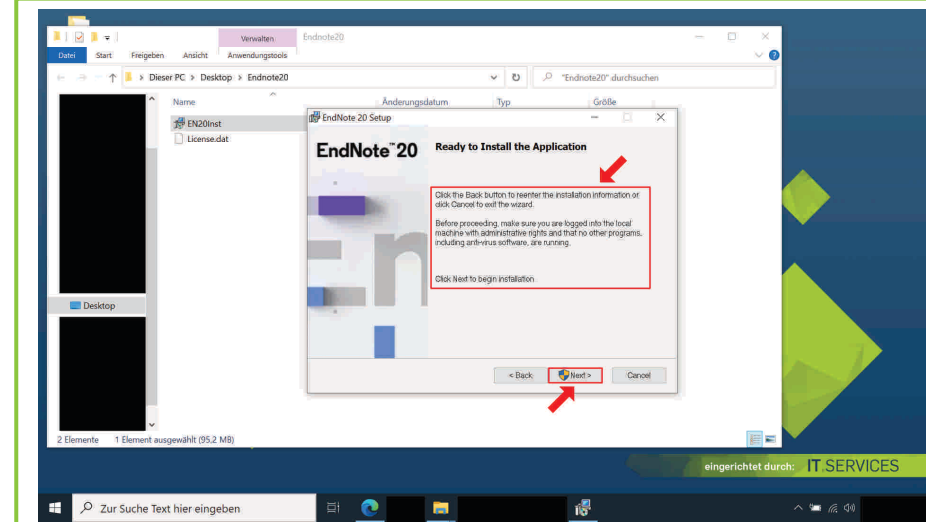 Verwalten
Endnote20
Datei Start Freigeben Ansicht Anwendungstools
Dieser PC > Desktop > Endnote20
"Endnote20" durchsuchen
Name Änderungsdatum Typ Größe
EN20Inst
License.dat
EndNote 20 Setup
EndNote™20
Ready to Install the Application
Click the Back button to reenter the installation information or
click Cancel to exit the wizard.
Before proceeding, make sure you are logged into the local
machine with administrative rights and that no other programs,
including anti-virus software, are running.
Click Next to begin installation
< Back Next > Cancel
Desktop
2 Elemente 1 Element ausgewählt (95,2 MB)
eingerichtet durch: IT.SERVICES
Zur Suche Text hier eingeben